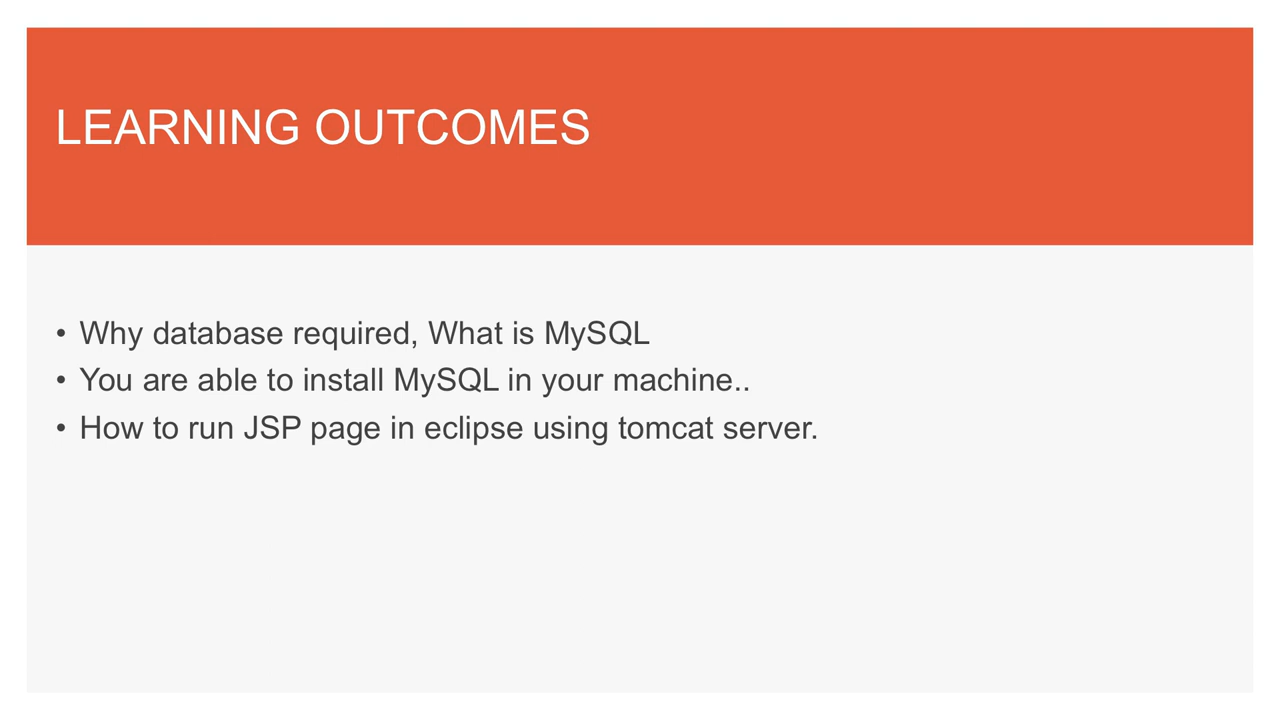 LEARNING OUTCOMES
• Why database required, What is MySQL
• You are able to install MySQL in your machine..
• How to run JSP page in eclipse using tomcat server.